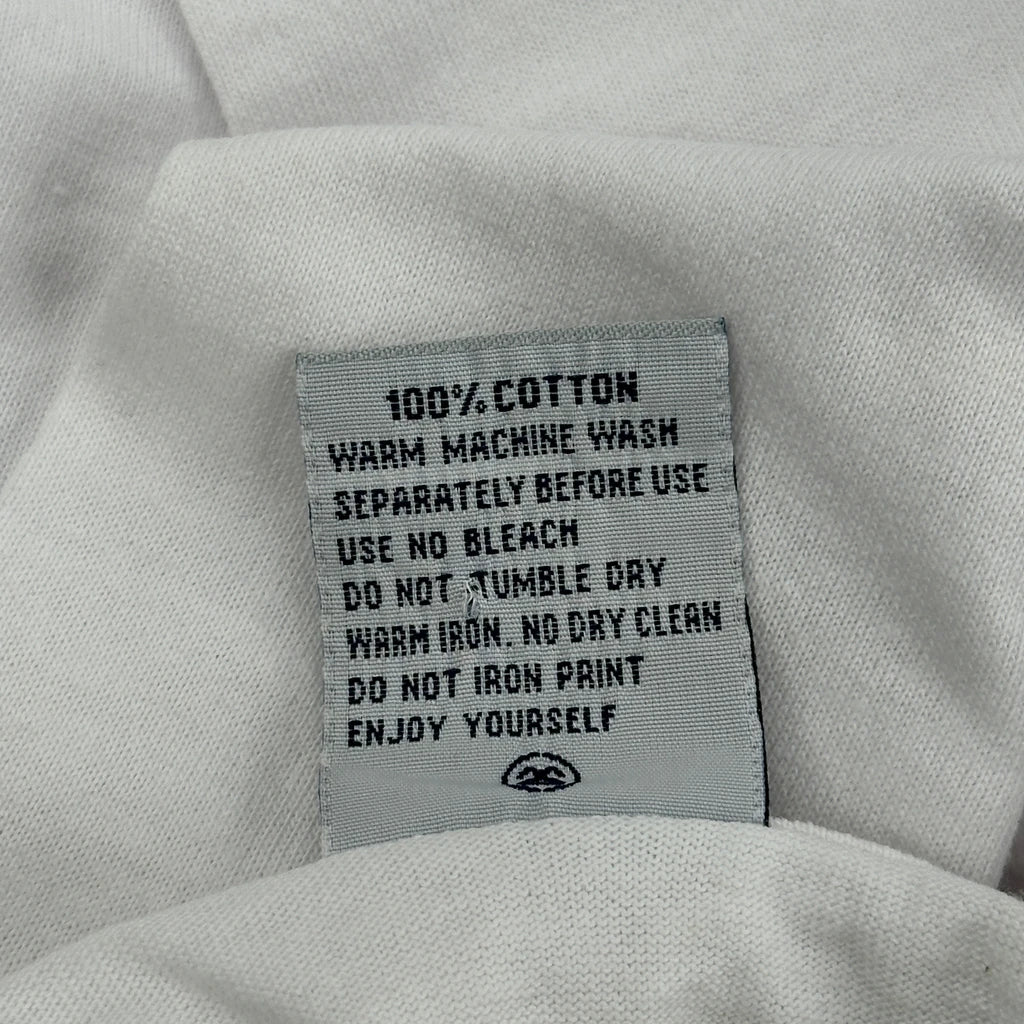 100% COTTON
WARM MACHINE WASH
SEPARATELY BEFORE USE
USE NO BLEACH
DO NOT TUMBLE DRY
WARM IRON. NO DRY CLEAN
DO NOT IRON PRINT
ENJOY YOURSELF